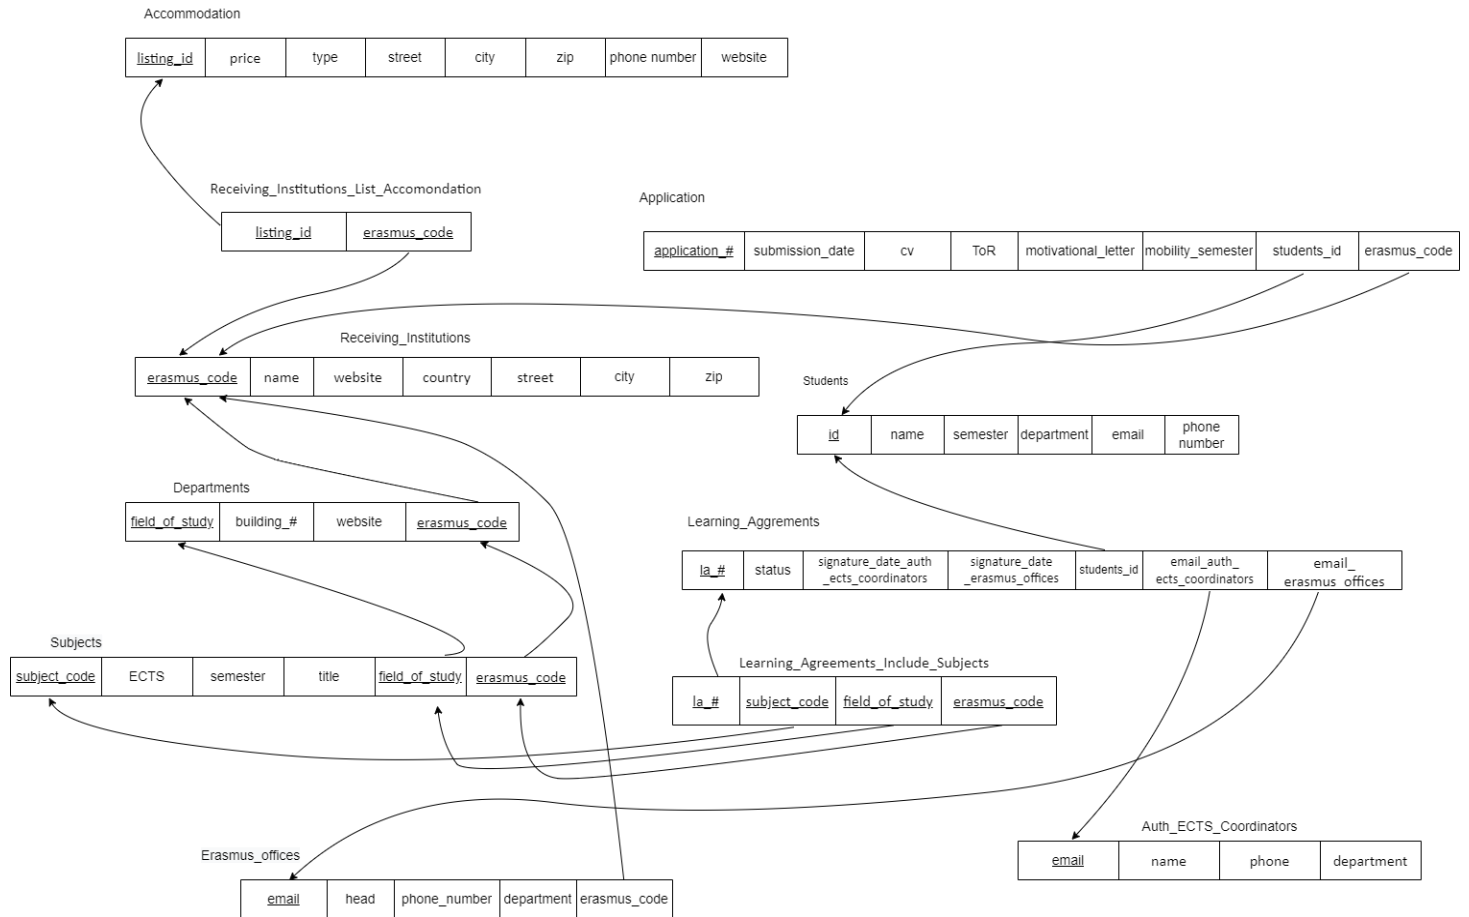 Accommodation
listing_id price type street city zip phone number website
Receiving_Institutions_List_Accomondation
listing_id erasmus_code
Application
application_# submission_date cv ToR motivational_letter mobility_semester students_id erasmus_code
Receiving_Institutions
erasmus_code name website country street city zip
Students
id name semester department email phone
number
Departments
field_of_study building_# website erasmus_code
Learning_Aggrements
la_# status signature_date_auth
_ects_coordinators signature_date
_erasmus_offices students_id email_auth_
ects_coordinators email_
erasmus_offices
Subjects
subject_code ECTS semester title field_of_study erasmus_code
Learning_Agreements_Include_Subjects
la_# subject_code field_of_study erasmus_code
Auth_ECTS_Coordinators
email name phone department
Erasmus_offices
email head phone_number department erasmus_code